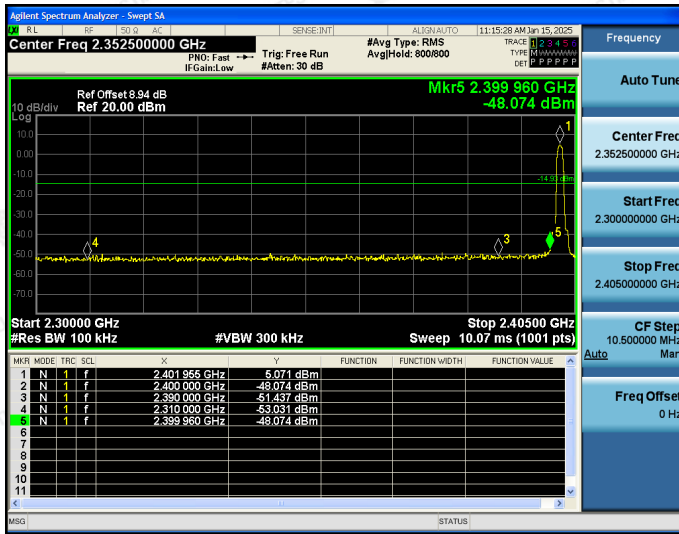 Agilent Spectrum Analyzer - Swept SA
RL RF 50 Ω AC SENSE:INT ALIGN AUTO 11:15:28 AM Jan 15, 2025
Center Freq 2.352500000 GHz
PNO: Fast
IFGain:Low
Trig: Free Run
#Atten: 30 dB
#Avg Type: RMS
Avg|Hold: 800/800
TRACE 1 2 3 4 5 6
TYPE M
DET P P P P P P
Frequency
Auto Tune
Center Freq
2.352500000 GHz
Start Freq
2.300000000 GHz
Stop Freq
2.405000000 GHz
CF Step
10.500000 MHz
Auto Man
Freq Offset
0 Hz
Mkr5 2.399 960 GHz
-48.074 dBm
Ref Offset 8.94 dB
10 dB/div Ref 20.00 dBm
Log
10.0
0.00
-10.0
-20.0
-30.0
-40.0
-50.0
-60.0
-70.0
1
-14.93 dBm
4
3
5
Start 2.30000 GHz Stop 2.40500 GHz
#Res BW 100 kHz #VBW 300 kHz Sweep 10.07 ms (1001 pts)
MKR MODE TRC SCL X Y FUNCTION FUNCTION WIDTH FUNCTION VALUE
1 N 1 f 2.401 955 GHz 5.071 dBm
2 N 1 f 2.400 000 GHz -48.074 dBm
3 N 1 f 2.390 000 GHz -51.437 dBm
4 N 1 f 2.310 000 GHz -53.031 dBm
5 N 1 f 2.399 960 GHz -48.074 dBm
6
7
8
9
10
11
MSG STATUS